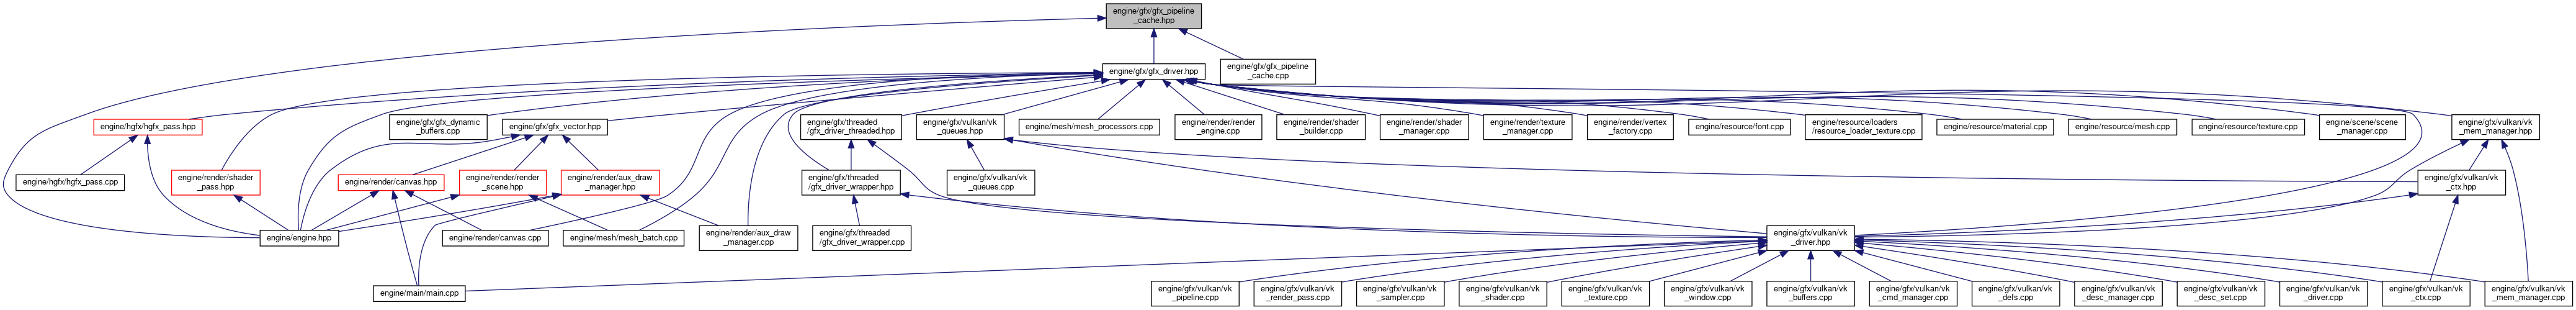 engine/gfx/gfx_pipeline
_cache.hpp
engine/gfx/gfx_driver.hpp
engine/gfx/gfx_pipeline
_cache.cpp
engine/hgfx/hgfx_pass.hpp
engine/gfx/gfx_dynamic
_buffers.cpp
engine/gfx/gfx_vector.hpp
engine/gfx/threaded
/gfx_driver_threaded.hpp
engine/gfx/vulkan/vk
_queues.hpp
engine/mesh/mesh_processors.cpp
engine/render/render
_engine.cpp
engine/render/shader
_builder.cpp
engine/render/shader
_manager.cpp
engine/render/texture
_manager.cpp
engine/render/vertex
_factory.cpp
engine/resource/font.cpp
engine/resource/loaders
/resource_loader_texture.cpp
engine/resource/material.cpp
engine/resource/mesh.cpp
engine/resource/texture.cpp
engine/scene/scene
_manager.cpp
engine/gfx/vulkan/vk
_mem_manager.hpp
engine/hgfx/hgfx_pass.cpp
engine/render/shader
_pass.hpp
engine/render/canvas.hpp
engine/render/render
_scene.hpp
engine/render/aux_draw
_manager.hpp
engine/gfx/threaded
/gfx_driver_wrapper.hpp
engine/gfx/vulkan/vk
_queues.cpp
engine/gfx/vulkan/vk
_ctx.hpp
engine/engine.hpp
engine/render/canvas.cpp
engine/mesh/mesh_batch.cpp
engine/render/aux_draw
_manager.cpp
engine/gfx/threaded
/gfx_driver_wrapper.cpp
engine/gfx/vulkan/vk
_driver.hpp
engine/main/main.cpp
engine/gfx/vulkan/vk
_pipeline.cpp
engine/gfx/vulkan/vk
_render_pass.cpp
engine/gfx/vulkan/vk
_sampler.cpp
engine/gfx/vulkan/vk
_shader.cpp
engine/gfx/vulkan/vk
_texture.cpp
engine/gfx/vulkan/vk
_window.cpp
engine/gfx/vulkan/vk
_buffers.cpp
engine/gfx/vulkan/vk
_cmd_manager.cpp
engine/gfx/vulkan/vk
_defs.cpp
engine/gfx/vulkan/vk
_desc_manager.cpp
engine/gfx/vulkan/vk
_desc_set.cpp
engine/gfx/vulkan/vk
_driver.cpp
engine/gfx/vulkan/vk
_ctx.cpp
engine/gfx/vulkan/vk
_mem_manager.cpp